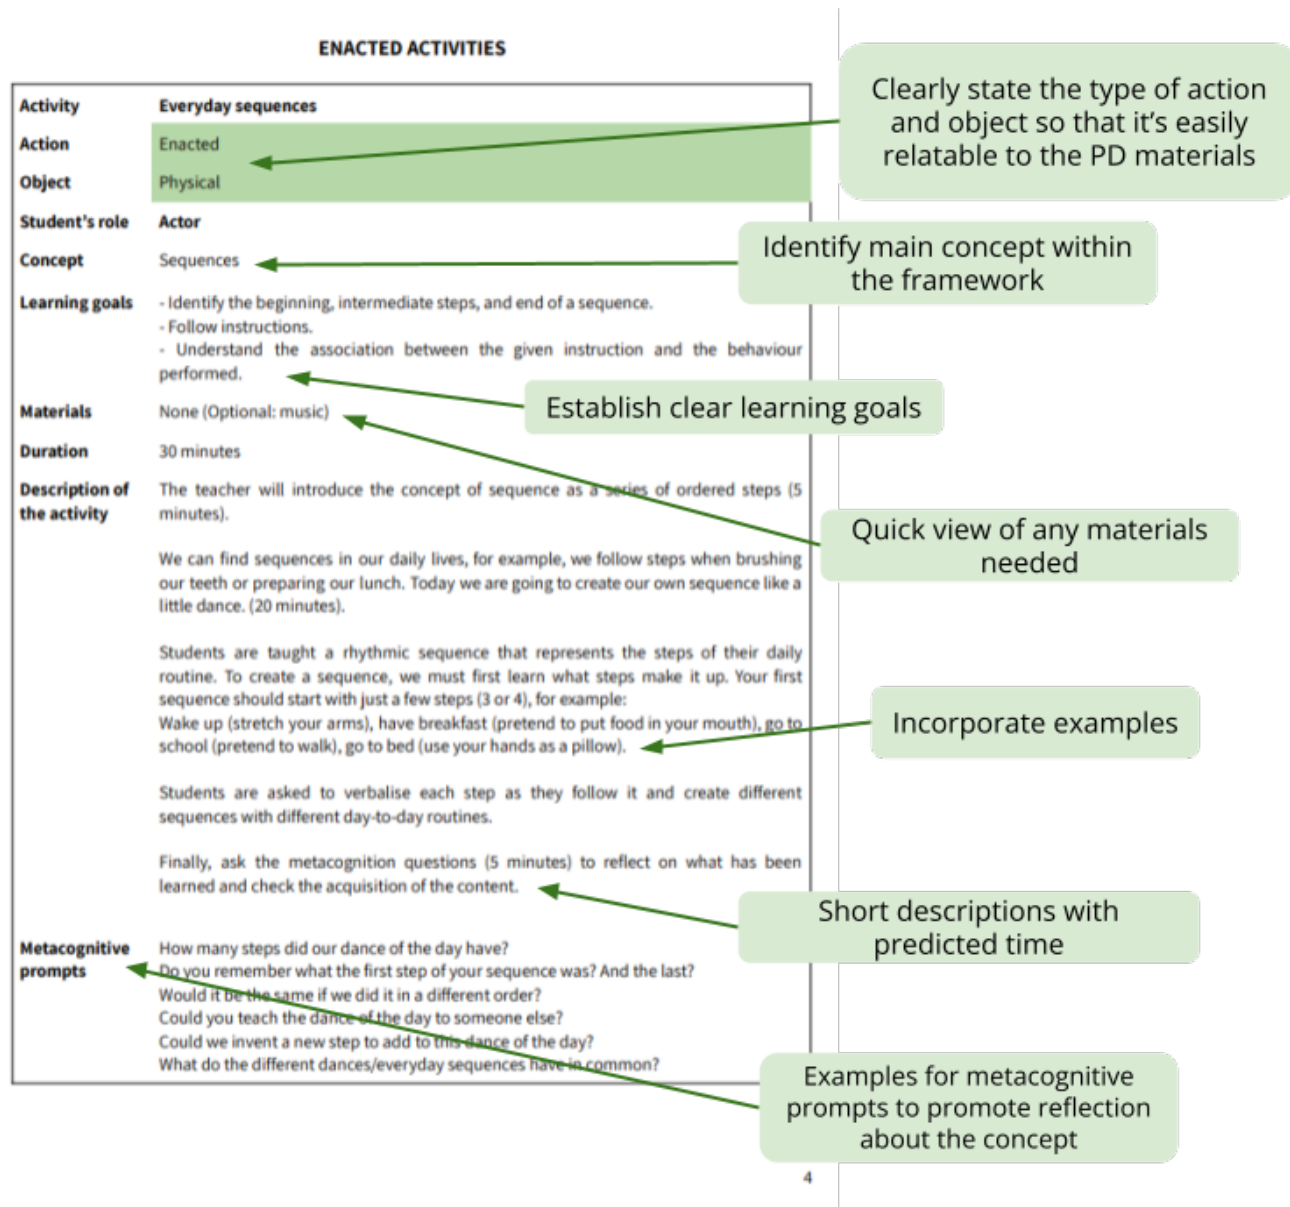 ENACTED ACTIVITIES
Activity Everyday sequences
Action Enacted
Object Physical
Student's role Actor
Concept Sequences
Learning goals - Identify the beginning, intermediate steps, and end of a sequence.
- Follow instructions.
- Understand the association between the given instruction and the behaviour
performed.
Materials None (Optional: music)
Duration 30 minutes
Description of The teacher will introduce the concept of sequence as a series of ordered steps (5
the activity minutes).
We can find sequences in our daily lives, for example, we follow steps when brushing
our teeth or preparing our lunch. Today we are going to create our own sequence like a
little dance. (20 minutes).
Students are taught a rhythmic sequence that represents the steps of their daily
routine. To create a sequence, we must first learn what steps make it up. Your first
sequence should start with just a few steps (3 or 4), for example:
Wake up (stretch your arms), have breakfast (pretend to put food in your mouth), go to
school (pretend to walk), go to bed (use your hands as a pillow).
Students are asked to verbalise each step as they follow it and create different
sequences with different day-to-day routines.
Finally, ask the metacognition questions (5 minutes) to reflect on what has been
learned and check the acquisition of the content.
Metacognitive How many steps did our dance of the day have?
prompts Do you remember what the first step of your sequence was? And the last?
Would it be the same if we did it in a different order?
Could you teach the dance of the day to someone else?
Could we invent a new step to add to this dance of the day?
What do the different dances/everyday sequences have in common?
4
Clearly state the type of action
and object so that it's easily
relatable to the PD materials
Identify main concept within
the framework
Establish clear learning goals
Quick view of any materials
needed
Incorporate examples
Short descriptions with
predicted time
Examples for metacognitive
prompts to promote reflection
about the concept